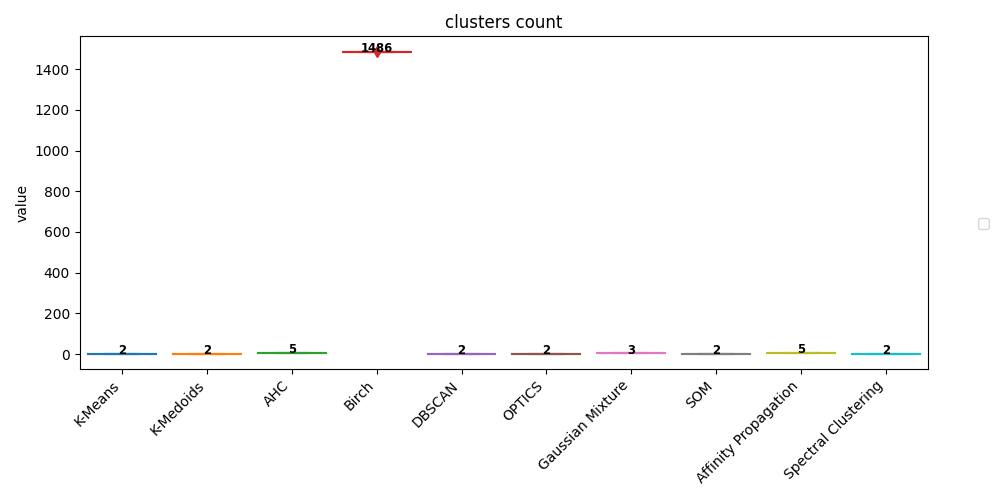 clusters count
value
1400
1200
1000
800
600
400
200
0
1486
2
2
5
2
2
3
2
5
2
K-Means
K-Medoids
AHC
Birch
DBSCAN
OPTICS
Gaussian Mixture
SOM
Affinity Propagation
Spectral Clustering